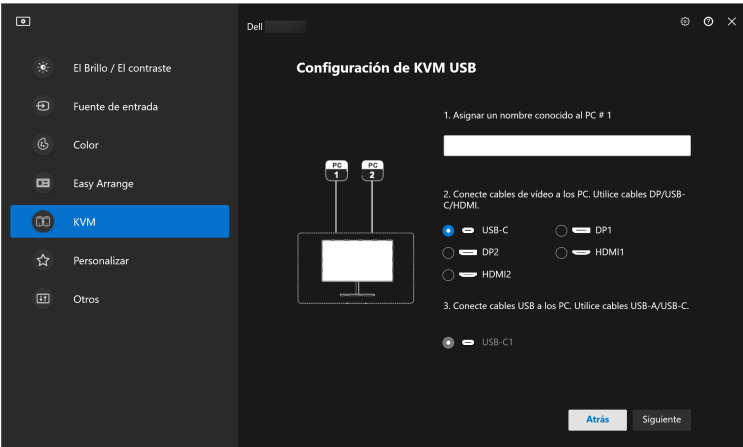 Dell
El Brillo / El contraste
Fuente de entrada
Color
Easy Arrange
KVM
Personalizar
Otros
Configuración de KVM USB
PC 1
PC 2
1. Asignar un nombre conocido al PC # 1
2. Conecte cables de vídeo a los PC. Utilice cables DP/USB-
C/HDMI.
USB-C
DP1
DP2
HDMI1
HDMI2
3. Conecte cables USB a los PC. Utilice cables USB-A/USB-C.
USB-C1
Atrás
Siguiente